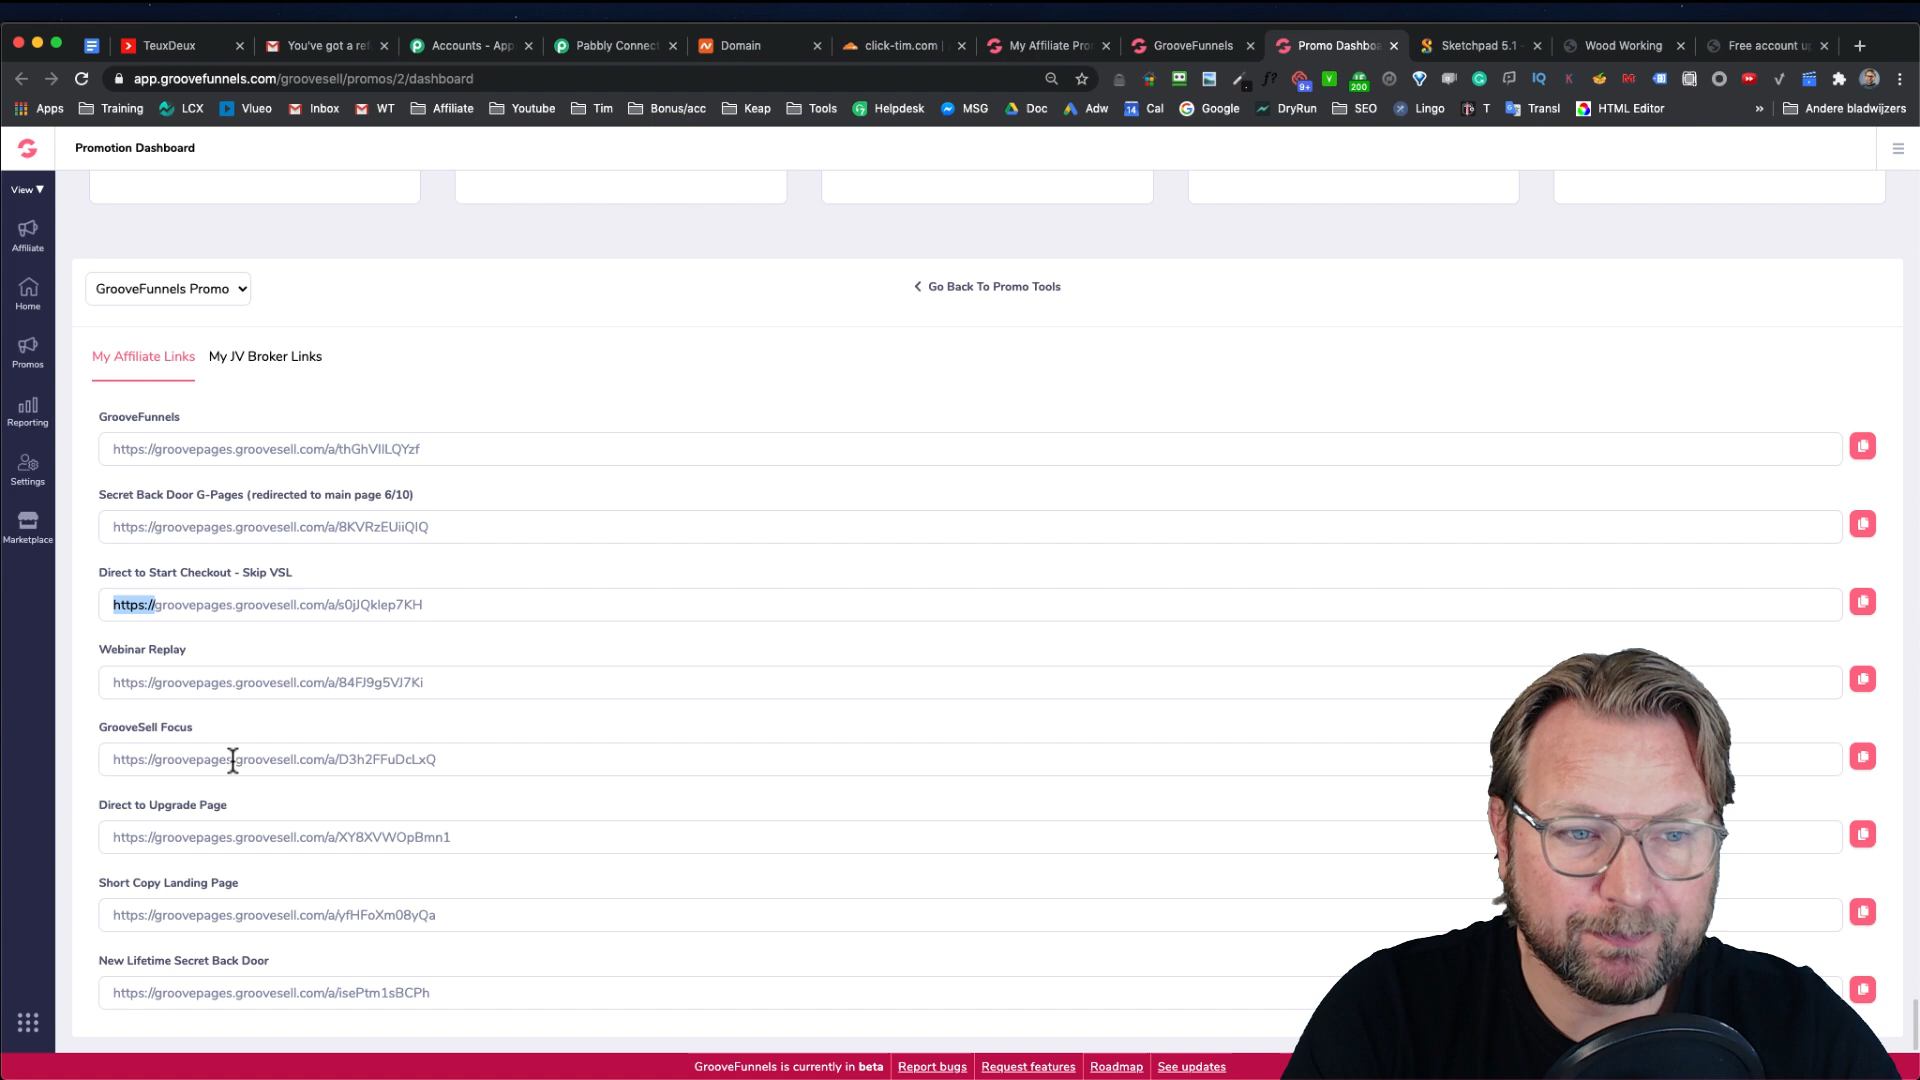 TeuxDeux
You've got a ref
Accounts - App
Pabbly Connect
Domain
click-tim.com |
My Affiliate Pro
GrooveFunnels
Promo Dashbo
Sketchpad 5.1 -
Wood Working
Free account u
app.groovefunnels.com/groovesell/promos/2/dashboard
9+
200
IQ
Apps
Training
LCX
Vlueo
Inbox
WT
Affiliate
Youtube
Tim
Bonus/acc
Keap
Tools
Helpdesk
MSG
Doc
Adw
14
Cal
Google
DryRun
SEO
Lingo
T
Transl
HTML Editor
»
Andere bladwijzers
Promotion Dashboard
View ▼
Affiliate
Home
Promos
Reporting
Settings
Marketplace
GrooveFunnels Promo
Go Back To Promo Tools
My Affiliate Links
My JV Broker Links
GrooveFunnels
https://groovepages.groovesell.com/a/thGhVIlLQYzf
Secret Back Door G-Pages (redirected to main page 6/10)
https://groovepages.groovesell.com/a/8KVRzEUiiQIQ
Direct to Start Checkout - Skip VSL
https://groovepages.groovesell.com/a/s0jJQklep7KH
Webinar Replay
https://groovepages.groovesell.com/a/84FJ9g5VJ7Ki
GrooveSell Focus
https://groovepages.groovesell.com/a/D3h2FFuDcLxQ
Direct to Upgrade Page
https://groovepages.groovesell.com/a/XY8XVWOpBmn1
Short Copy Landing Page
https://groovepages.groovesell.com/a/yfHFoXm08yQa
New Lifetime Secret Back Door
https://groovepages.groovesell.com/a/isePtm1sBCPh
GrooveFunnels is currently in beta
Report bugs
Request features
Roadmap
See updates